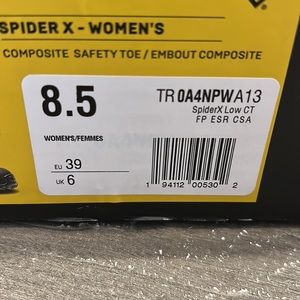 SPIDER X - WOMEN'S
COMPOSITE SAFETY TOE / EMBOUT COMPOSITE
8.5
TR 0A4NPWA13
SpiderX Low CT
FP ESR CSA
WOMEN'S/FEMMES
EU 39
UK 6
1 94112 00530 2